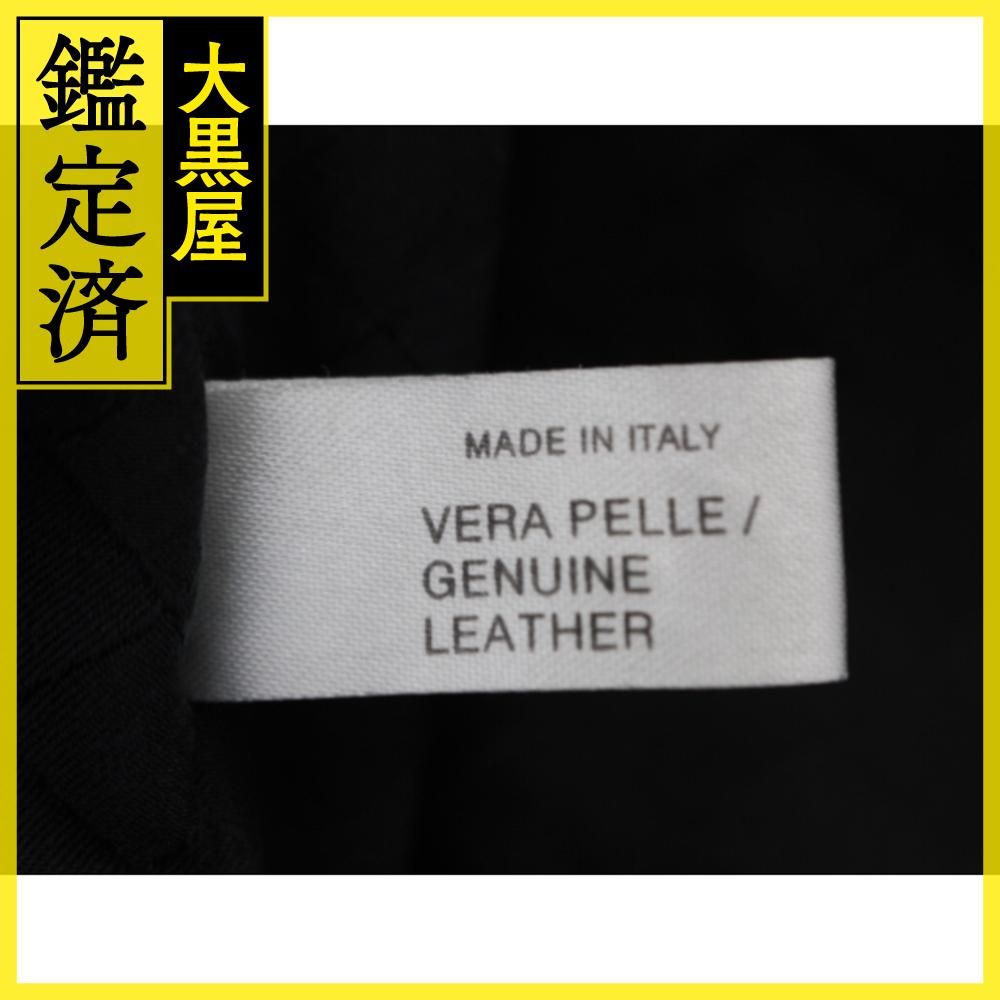 鑑定済
大黒屋
MADE IN ITALY
VERA PELLE /
GENUINE
LEATHER